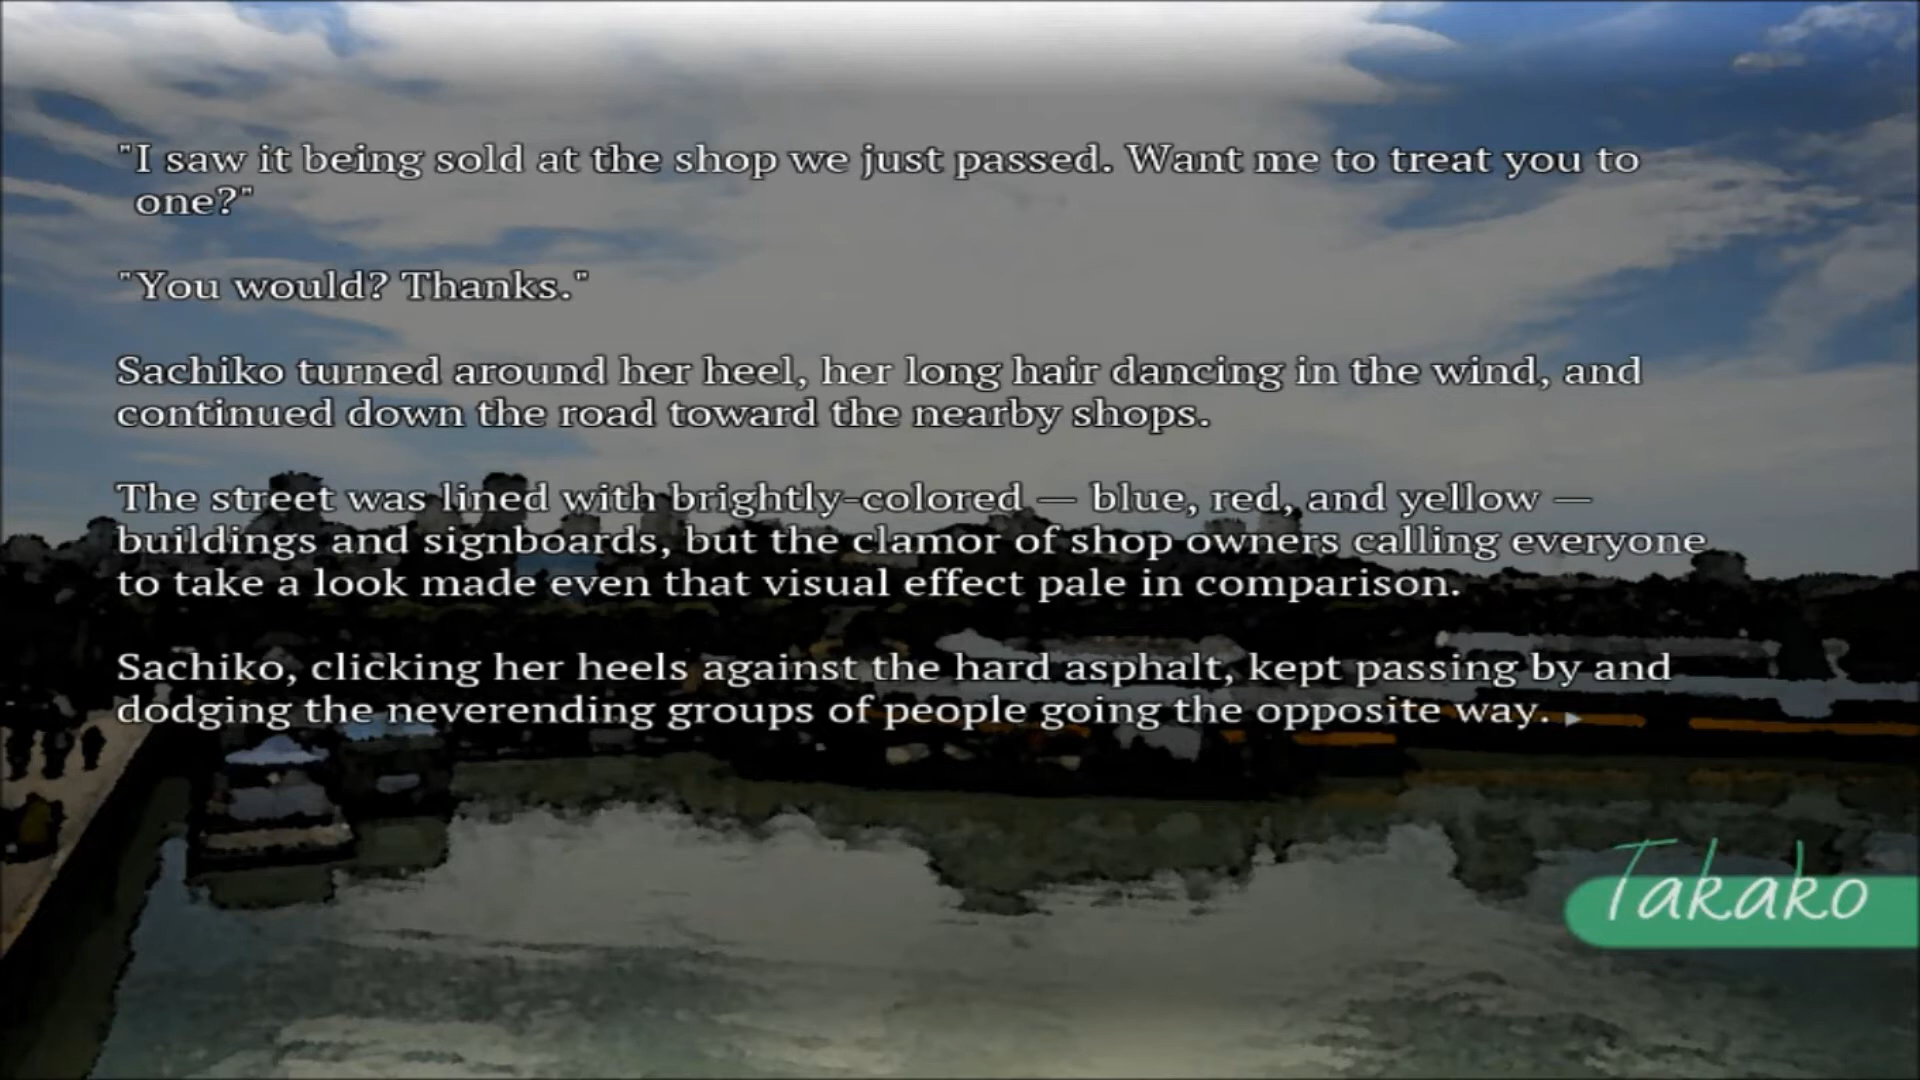 "I saw it being sold at the shop we just passed. Want me to treat you to
one?"
"You would? Thanks."
Sachiko turned around her heel, her long hair dancing in the wind, and
continued down the road toward the nearby shops.
The street was lined with brightly-colored — blue, red, and yellow —
buildings and signboards, but the clamor of shop owners calling everyone
to take a look made even that visual effect pale in comparison.
Sachiko, clicking her heels against the hard asphalt, kept passing by and
dodging the neverending groups of people going the opposite way.
Takako